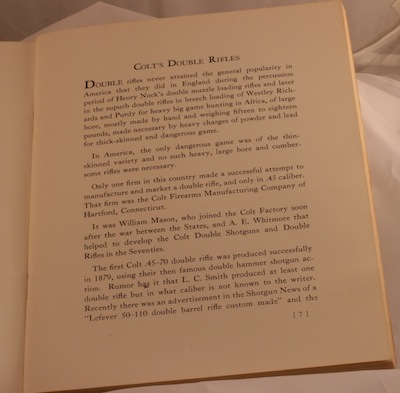 COLT'S DOUBLE RIFLES
DOUBLE rifles never attained the general popularity in
America that they did in England during the percussion
period of Henry Nock's double muzzle loading rifles and later
in the superb double rifles in breech loading of Westley Rich-
ards and Purdy for heavy big game hunting in Africa, of large
bore, mostly made by hand and weighing fifteen to eighteen
pounds, made necessary by heavy charges of powder and lead
for thick-skinned and dangerous game.
In America, the only dangerous game was of the thin-
skinned variety and no such heavy, large bore and cumber-
some rifles were necessary.
Only one firm in this country made a successful attempt to
manufacture and market a double rifle, and only in .45 caliber.
That firm was the Colt Firearms Manufacturing Company of
Hartford, Connecticut.
It was William Mason, who joined the Colt Factory soon
after the war between the States, and A. E. Whitmore that
helped to develop the Colt Double Shotguns and Double
Rifles in the Seventies.
The first Colt .45-70 double rifle was produced successfully
in 1879, using their then famous double hammer shotgun ac-
tion. Rumor has it that L. C. Smith produced at least one
double rifle but in what caliber is not known to the writer.
Recently there was an advertisement in the Shotgun News of a
"Lefever 50-110 double barrel rifle custom made" and the
[7]